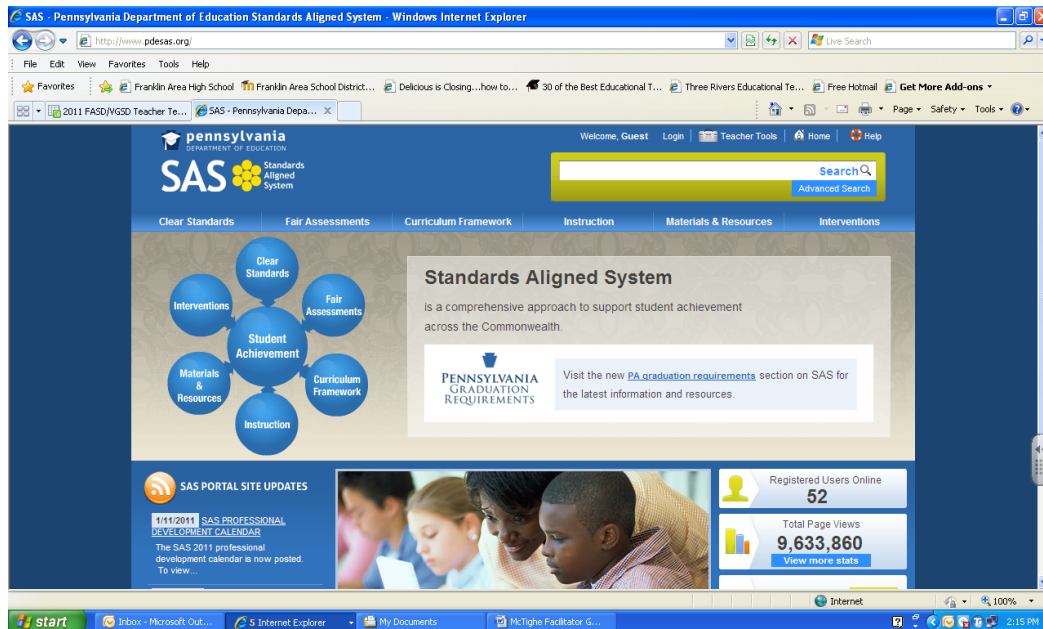 SAS - Pennsylvania Department of Education Standards Aligned System - Windows Internet Explorer
http://www.pdesas.org/
Live Search
File Edit View Favorites Tools Help
Favorites Franklin Area High School Franklin Area School District... Delicious is Closing...how to... 30 of the Best Educational T... Three Rivers Educational Te... Free Hotmail Get More Add-ons
2011 FASD/VGSD Teacher Te... SAS - Pennsylvania Depa... X
Page Safety Tools
pennsylvania
DEPARTMENT OF EDUCATION
SAS Standards Aligned System
Welcome, Guest Login | Teacher Tools | Home | Help
Search
Advanced Search
Clear Standards Fair Assessments Curriculum Framework Instruction Materials & Resources Interventions
Clear
Standards
Fair
Assessments
Interventions
Student
Achievement
Materials
&
Resources
Curriculum
Framework
Instruction
Standards Aligned System
is a comprehensive approach to support student achievement
across the Commonwealth.
PENNSYLVANIA
GRADUATION
REQUIREMENTS
Visit the new PA graduation requirements section on SAS for
the latest information and resources.
SAS PORTAL SITE UPDATES
1/11/2011 SAS PROFESSIONAL
DEVELOPMENT CALENDAR
The SAS 2011 professional
development calendar is now posted.
To view...
Registered Users Online
52
Total Page Views
9,633,860
View more stats
Internet 100%
start Inbox - Microsoft Out... 5 Internet Explorer My Documents McTighe Facilitator G... 2:15 PM